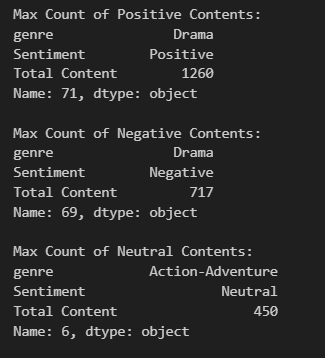 Max Count of Positive Contents:
genre Drama
Sentiment Positive
Total Content 1260
Name: 71, dtype: object
Max Count of Negative Contents:
genre Drama
Sentiment Negative
Total Content 717
Name: 69, dtype: object
Max Count of Neutral Contents:
genre Action-Adventure
Sentiment Neutral
Total Content 450
Name: 6, dtype: object